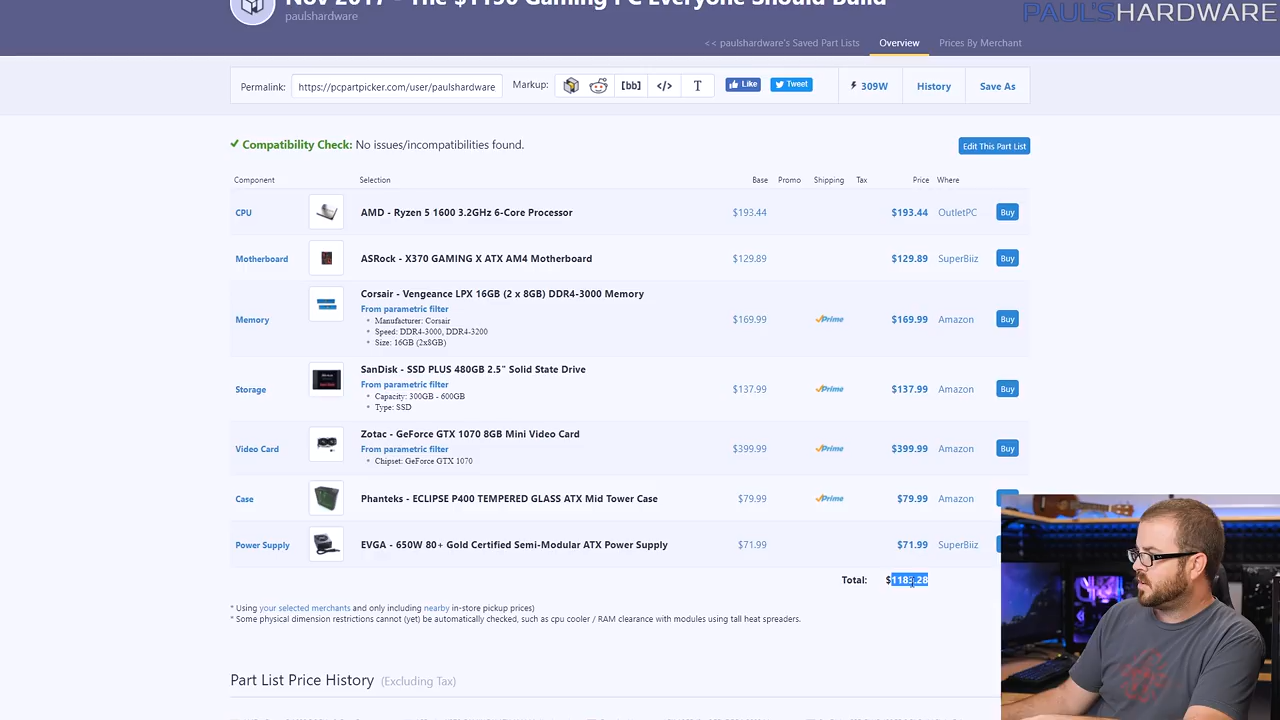 Nov 2017 - The $1150 Gaming PC Everyone Should Build
paulshardware
PAUL'SHARDWARE
<< paulshardware's Saved Part Lists Overview Prices By Merchant
Permalink: https://pcpartpicker.com/user/paulshardware Markup: [bb] </> T Like Tweet 309W History Save As
Compatibility Check: No issues/incompatibilities found. Edit This Part List
Component Selection Base Promo Shipping Tax Price Where
CPU AMD - Ryzen 5 1600 3.2GHz 6-Core Processor $193.44 $193.44 OutletPC Buy
Motherboard ASRock - X370 GAMING X ATX AM4 Motherboard $129.89 $129.89 SuperBiiz Buy
Corsair - Vengeance LPX 16GB (2 x 8GB) DDR4-3000 Memory
From parametric filter
Memory $169.99 Prime $169.99 Amazon Buy
• Manufacturer: Corsair
• Speed: DDR4-3000, DDR4-3200
• Size: 16GB (2x8GB)
SanDisk - SSD PLUS 480GB 2.5" Solid State Drive
From parametric filter
Storage $137.99 Prime $137.99 Amazon Buy
• Capacity: 300GB - 600GB
• Type: SSD
Zotac - GeForce GTX 1070 8GB Mini Video Card
From parametric filter
Video Card $399.99 Prime $399.99 Amazon Buy
• Chipset: GeForce GTX 1070
Case Phanteks - ECLIPSE P400 TEMPERED GLASS ATX Mid Tower Case $79.99 Prime $79.99 Amazon
Power Supply EVGA - 650W 80+ Gold Certified Semi-Modular ATX Power Supply $71.99 $71.99 SuperBiiz
Total: $1183.28
* Using your selected merchants and only including nearby in-store pickup prices)
* Some physical dimension restrictions cannot (yet) be automatically checked, such as cpu cooler / RAM clearance with modules using tall heat spreaders.
Part List Price History (Excluding Tax)